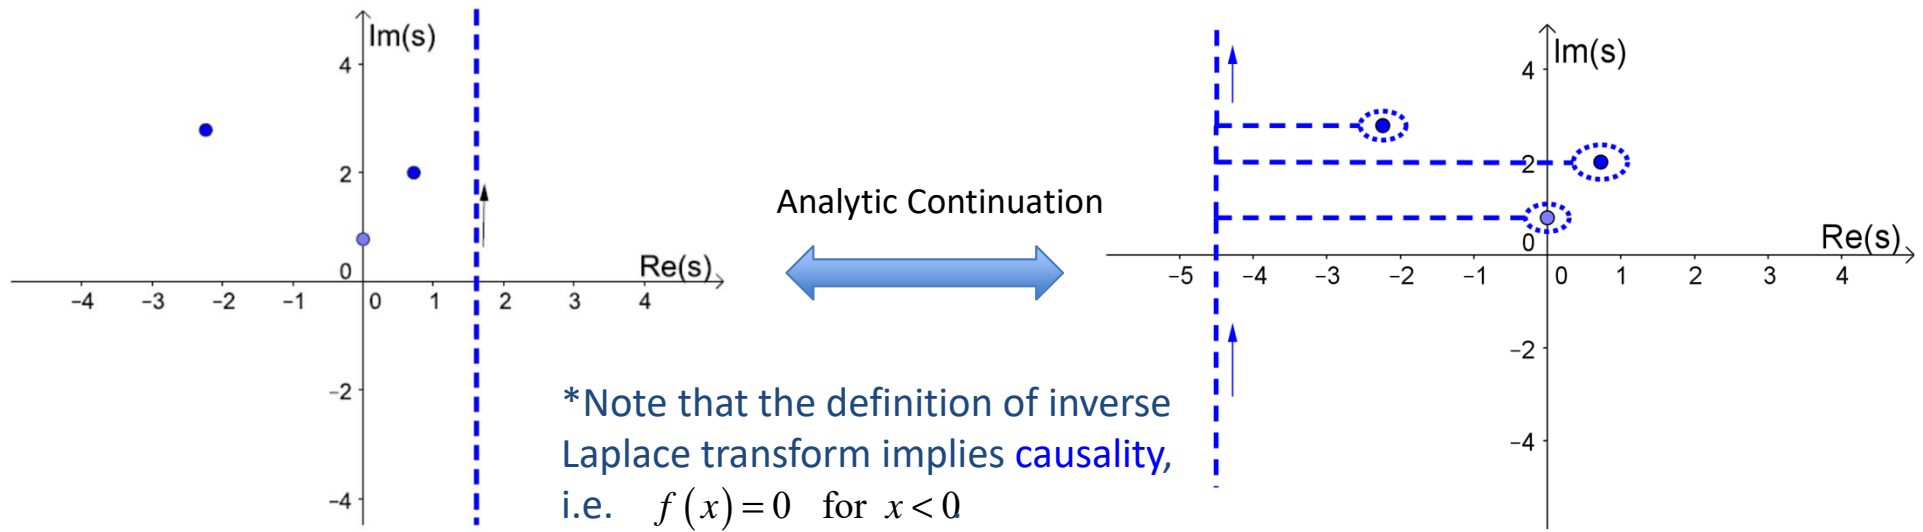 Im(s)
4
2
0
Re(s)
−4 −3 −2 −1 0 1 2 3 4
−2
−4
Analytic Continuation
*Note that the definition of inverse
Laplace transform implies causality,
i.e. f(x)=0 for x<0.
Im(s)
4
2
0
Re(s)
−5 −4 −3 −2 −1 0 1 2 3 4
−2
−4